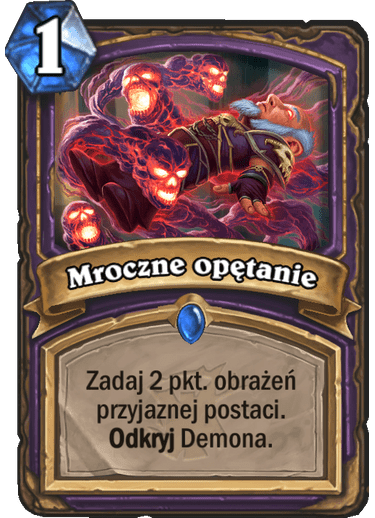 1
Mroczne opętanie
Zadaj 2 pkt. obrażeń
przyjaznej postaci.
Odkryj Demona.